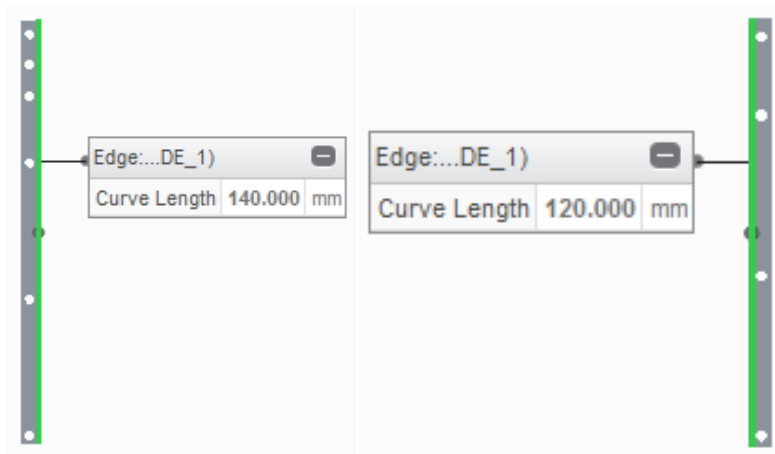 Edge:...DE_1)
Curve Length 140.000 mm
Edge:...DE_1)
Curve Length 120.000 mm